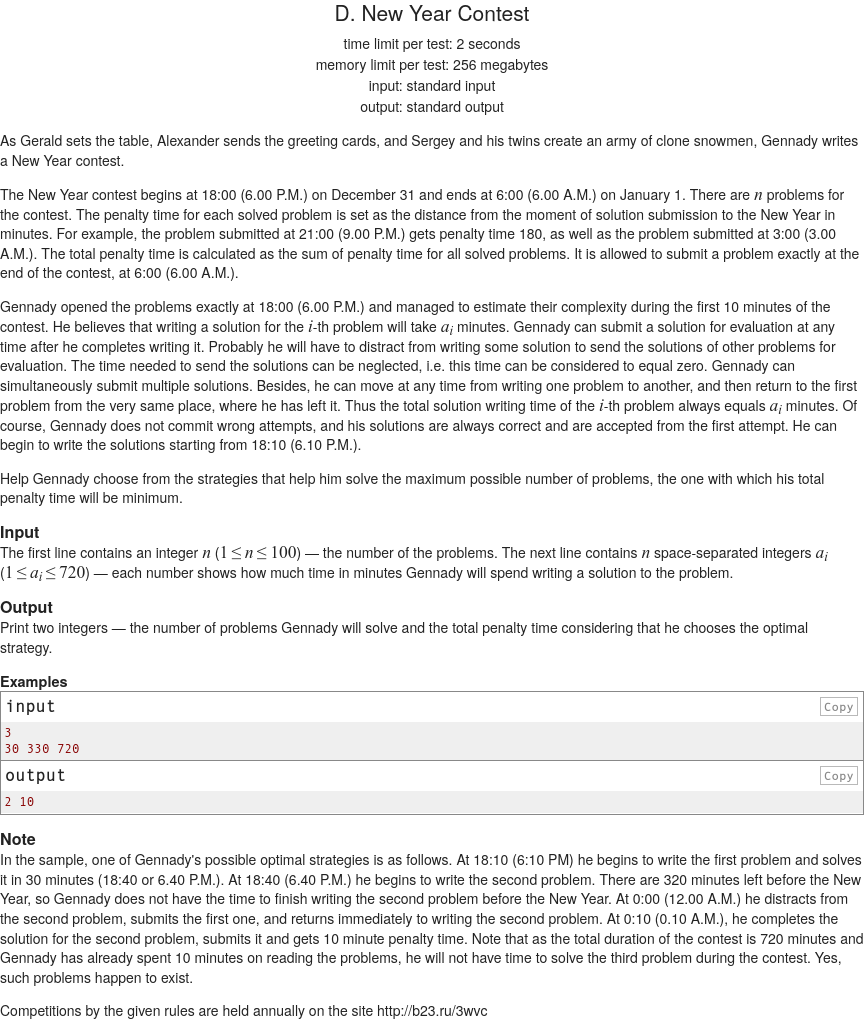 D. New Year Contest
time limit per test: 2 seconds
memory limit per test: 256 megabytes
input: standard input
output: standard output
As Gerald sets the table, Alexander sends the greeting cards, and Sergey and his twins create an army of clone snowmen, Gennady writes
a New Year contest.
The New Year contest begins at 18:00 (6.00 P.M.) on December 31 and ends at 6:00 (6.00 A.M.) on January 1. There are n problems for
the contest. The penalty time for each solved problem is set as the distance from the moment of solution submission to the New Year in
minutes. For example, the problem submitted at 21:00 (9.00 P.M.) gets penalty time 180, as well as the problem submitted at 3:00 (3.00
A.M.). The total penalty time is calculated as the sum of penalty time for all solved problems. It is allowed to submit a problem exactly at the
end of the contest, at 6:00 (6.00 A.M.).
Gennady opened the problems exactly at 18:00 (6.00 P.M.) and managed to estimate their complexity during the first 10 minutes of the
contest. He believes that writing a solution for the i-th problem will take a_i minutes. Gennady can submit a solution for evaluation at any
time after he completes writing it. Probably he will have to distract from writing some solution to send the solutions of other problems for
evaluation. The time needed to send the solutions can be neglected, i.e. this time can be considered to equal zero. Gennady can
simultaneously submit multiple solutions. Besides, he can move at any time from writing one problem to another, and then return to the first
problem from the very same place, where he has left it. Thus the total solution writing time of the i-th problem always equals a_i minutes. Of
course, Gennady does not commit wrong attempts, and his solutions are always correct and are accepted from the first attempt. He can
begin to write the solutions starting from 18:10 (6.10 P.M.).
Help Gennady choose from the strategies that help him solve the maximum possible number of problems, the one with which his total
penalty time will be minimum.
Input
The first line contains an integer n (1 ≤ n ≤ 100) — the number of the problems. The next line contains n space-separated integers a_i
(1 ≤ a_i ≤ 720) — each number shows how much time in minutes Gennady will spend writing a solution to the problem.
Output
Print two integers — the number of problems Gennady will solve and the total penalty time considering that he chooses the optimal
strategy.
Examples
input
Copy
3
30 330 720
output
Copy
2 10
Note
In the sample, one of Gennady's possible optimal strategies is as follows. At 18:10 (6:10 PM) he begins to write the first problem and solves
it in 30 minutes (18:40 or 6.40 P.M.). At 18:40 (6.40 P.M.) he begins to write the second problem. There are 320 minutes left before the New
Year, so Gennady does not have the time to finish writing the second problem before the New Year. At 0:00 (12.00 A.M.) he distracts from
the second problem, submits the first one, and returns immediately to writing the second problem. At 0:10 (0.10 A.M.), he completes the
solution for the second problem, submits it and gets 10 minute penalty time. Note that as the total duration of the contest is 720 minutes and
Gennady has already spent 10 minutes on reading the problems, he will not have time to solve the third problem during the contest. Yes,
such problems happen to exist.
Competitions by the given rules are held annually on the site http://b23.ru/3wvc